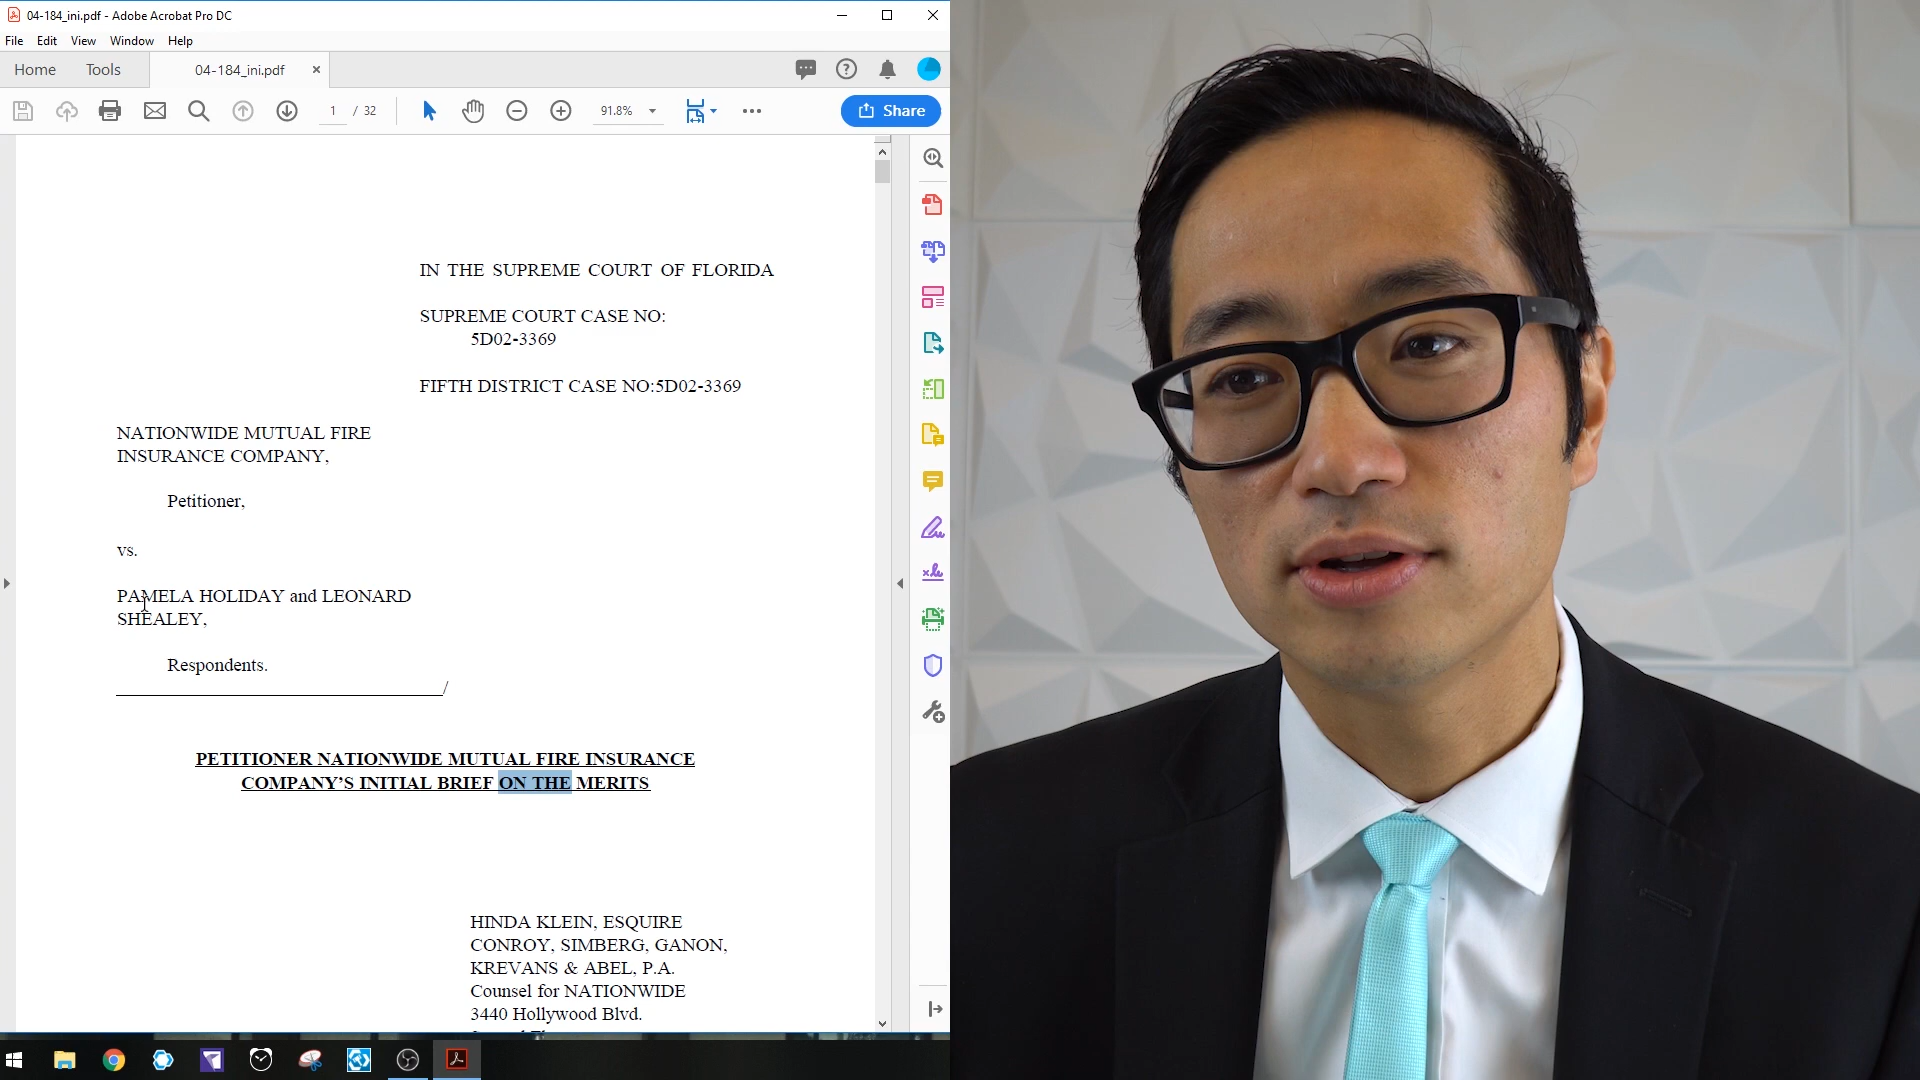 04-184_ini.pdf - Adobe Acrobat Pro DC
File Edit View Window Help
Home Tools 04-184_ini.pdf ×
1 / 32 91.8% Share
IN THE SUPREME COURT OF FLORIDA
SUPREME COURT CASE NO:
5D02-3369
FIFTH DISTRICT CASE NO:5D02-3369
NATIONWIDE MUTUAL FIRE
INSURANCE COMPANY,
Petitioner,
vs.
PAMELA HOLIDAY and LEONARD
SHEALEY,
Respondents.
/
PETITIONER NATIONWIDE MUTUAL FIRE INSURANCE
COMPANY’S INITIAL BRIEF ON THE MERITS
HINDA KLEIN, ESQUIRE
CONROY, SIMBERG, GANON,
KREVANS & ABEL, P.A.
Counsel for NATIONWIDE
3440 Hollywood Blvd.